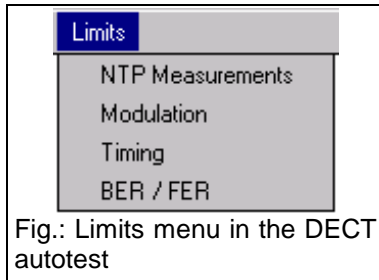 Limits
NTP Measurements
Modulation
Timing
BER / FER
Fig.: Limits menu in the DECT
autotest